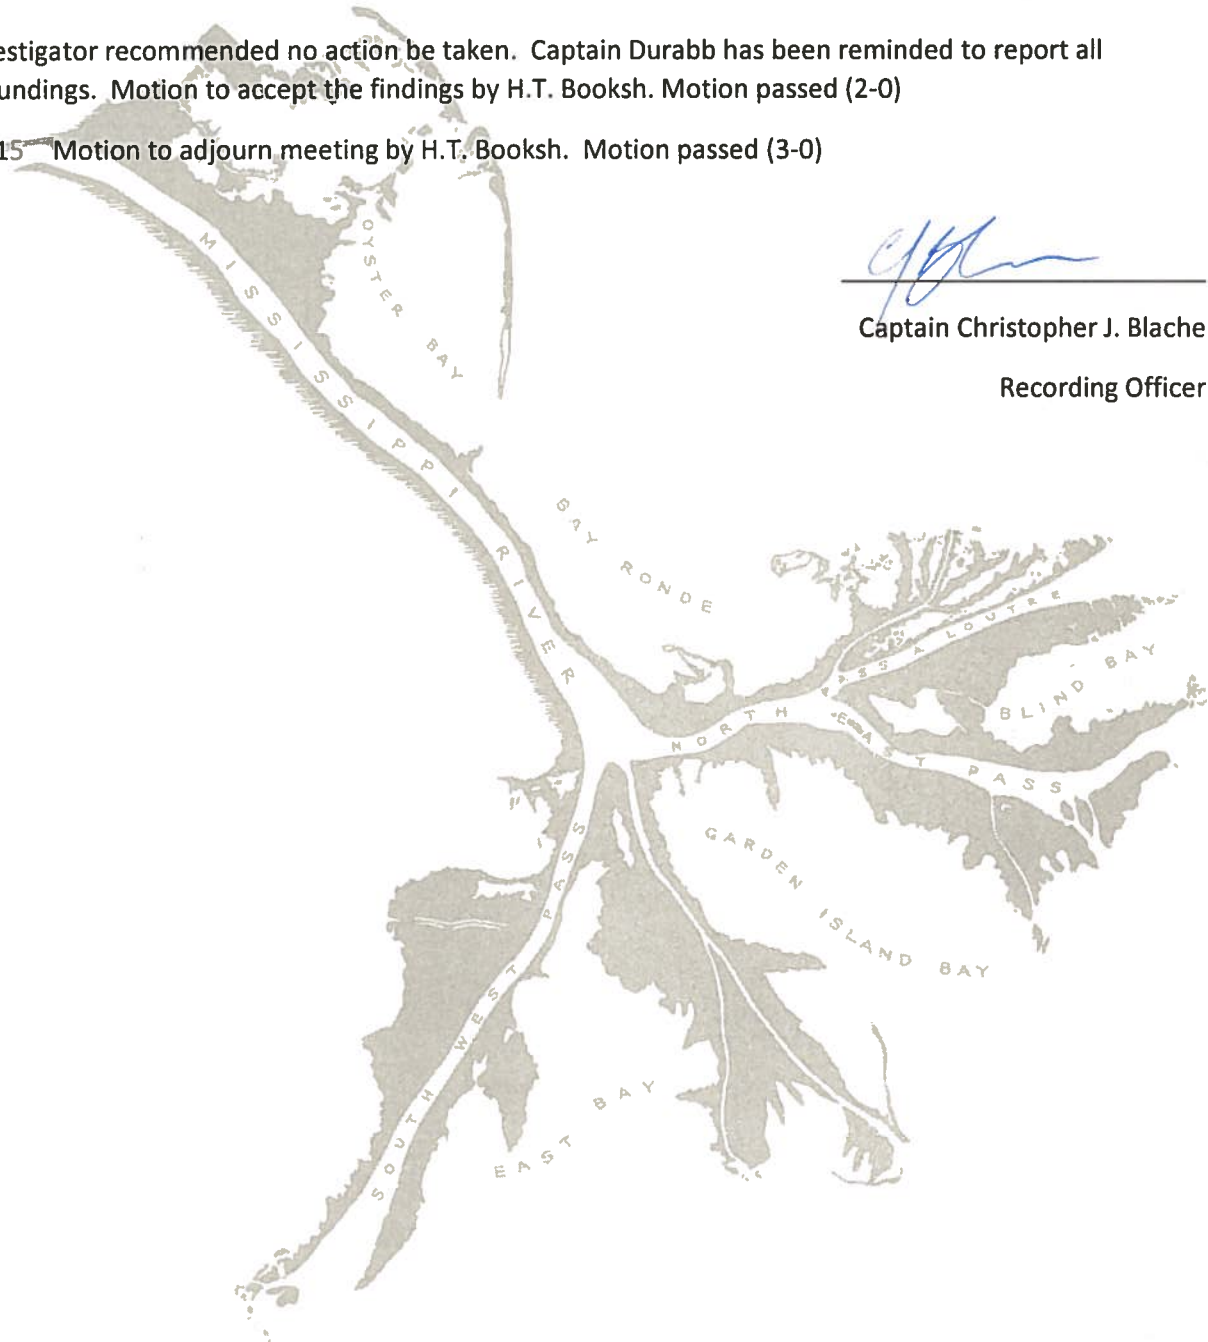 estigator recommended no action be taken. Captain Durabb has been reminded to report all
undings. Motion to accept the findings by H.T. Booksh. Motion passed (2-0)
15 Motion to adjourn meeting by H.T. Booksh. Motion passed (3-0)
Captain Christopher J. Blache
Recording Officer
MISSISSIPPI RIVER
OYSTER BAY
BAY RONDE
PASS A LOUTRE
BLIND BAY
NORTH EAST PASS
GARDEN ISLAND BAY
SOUTH WEST PASS
EAST BAY